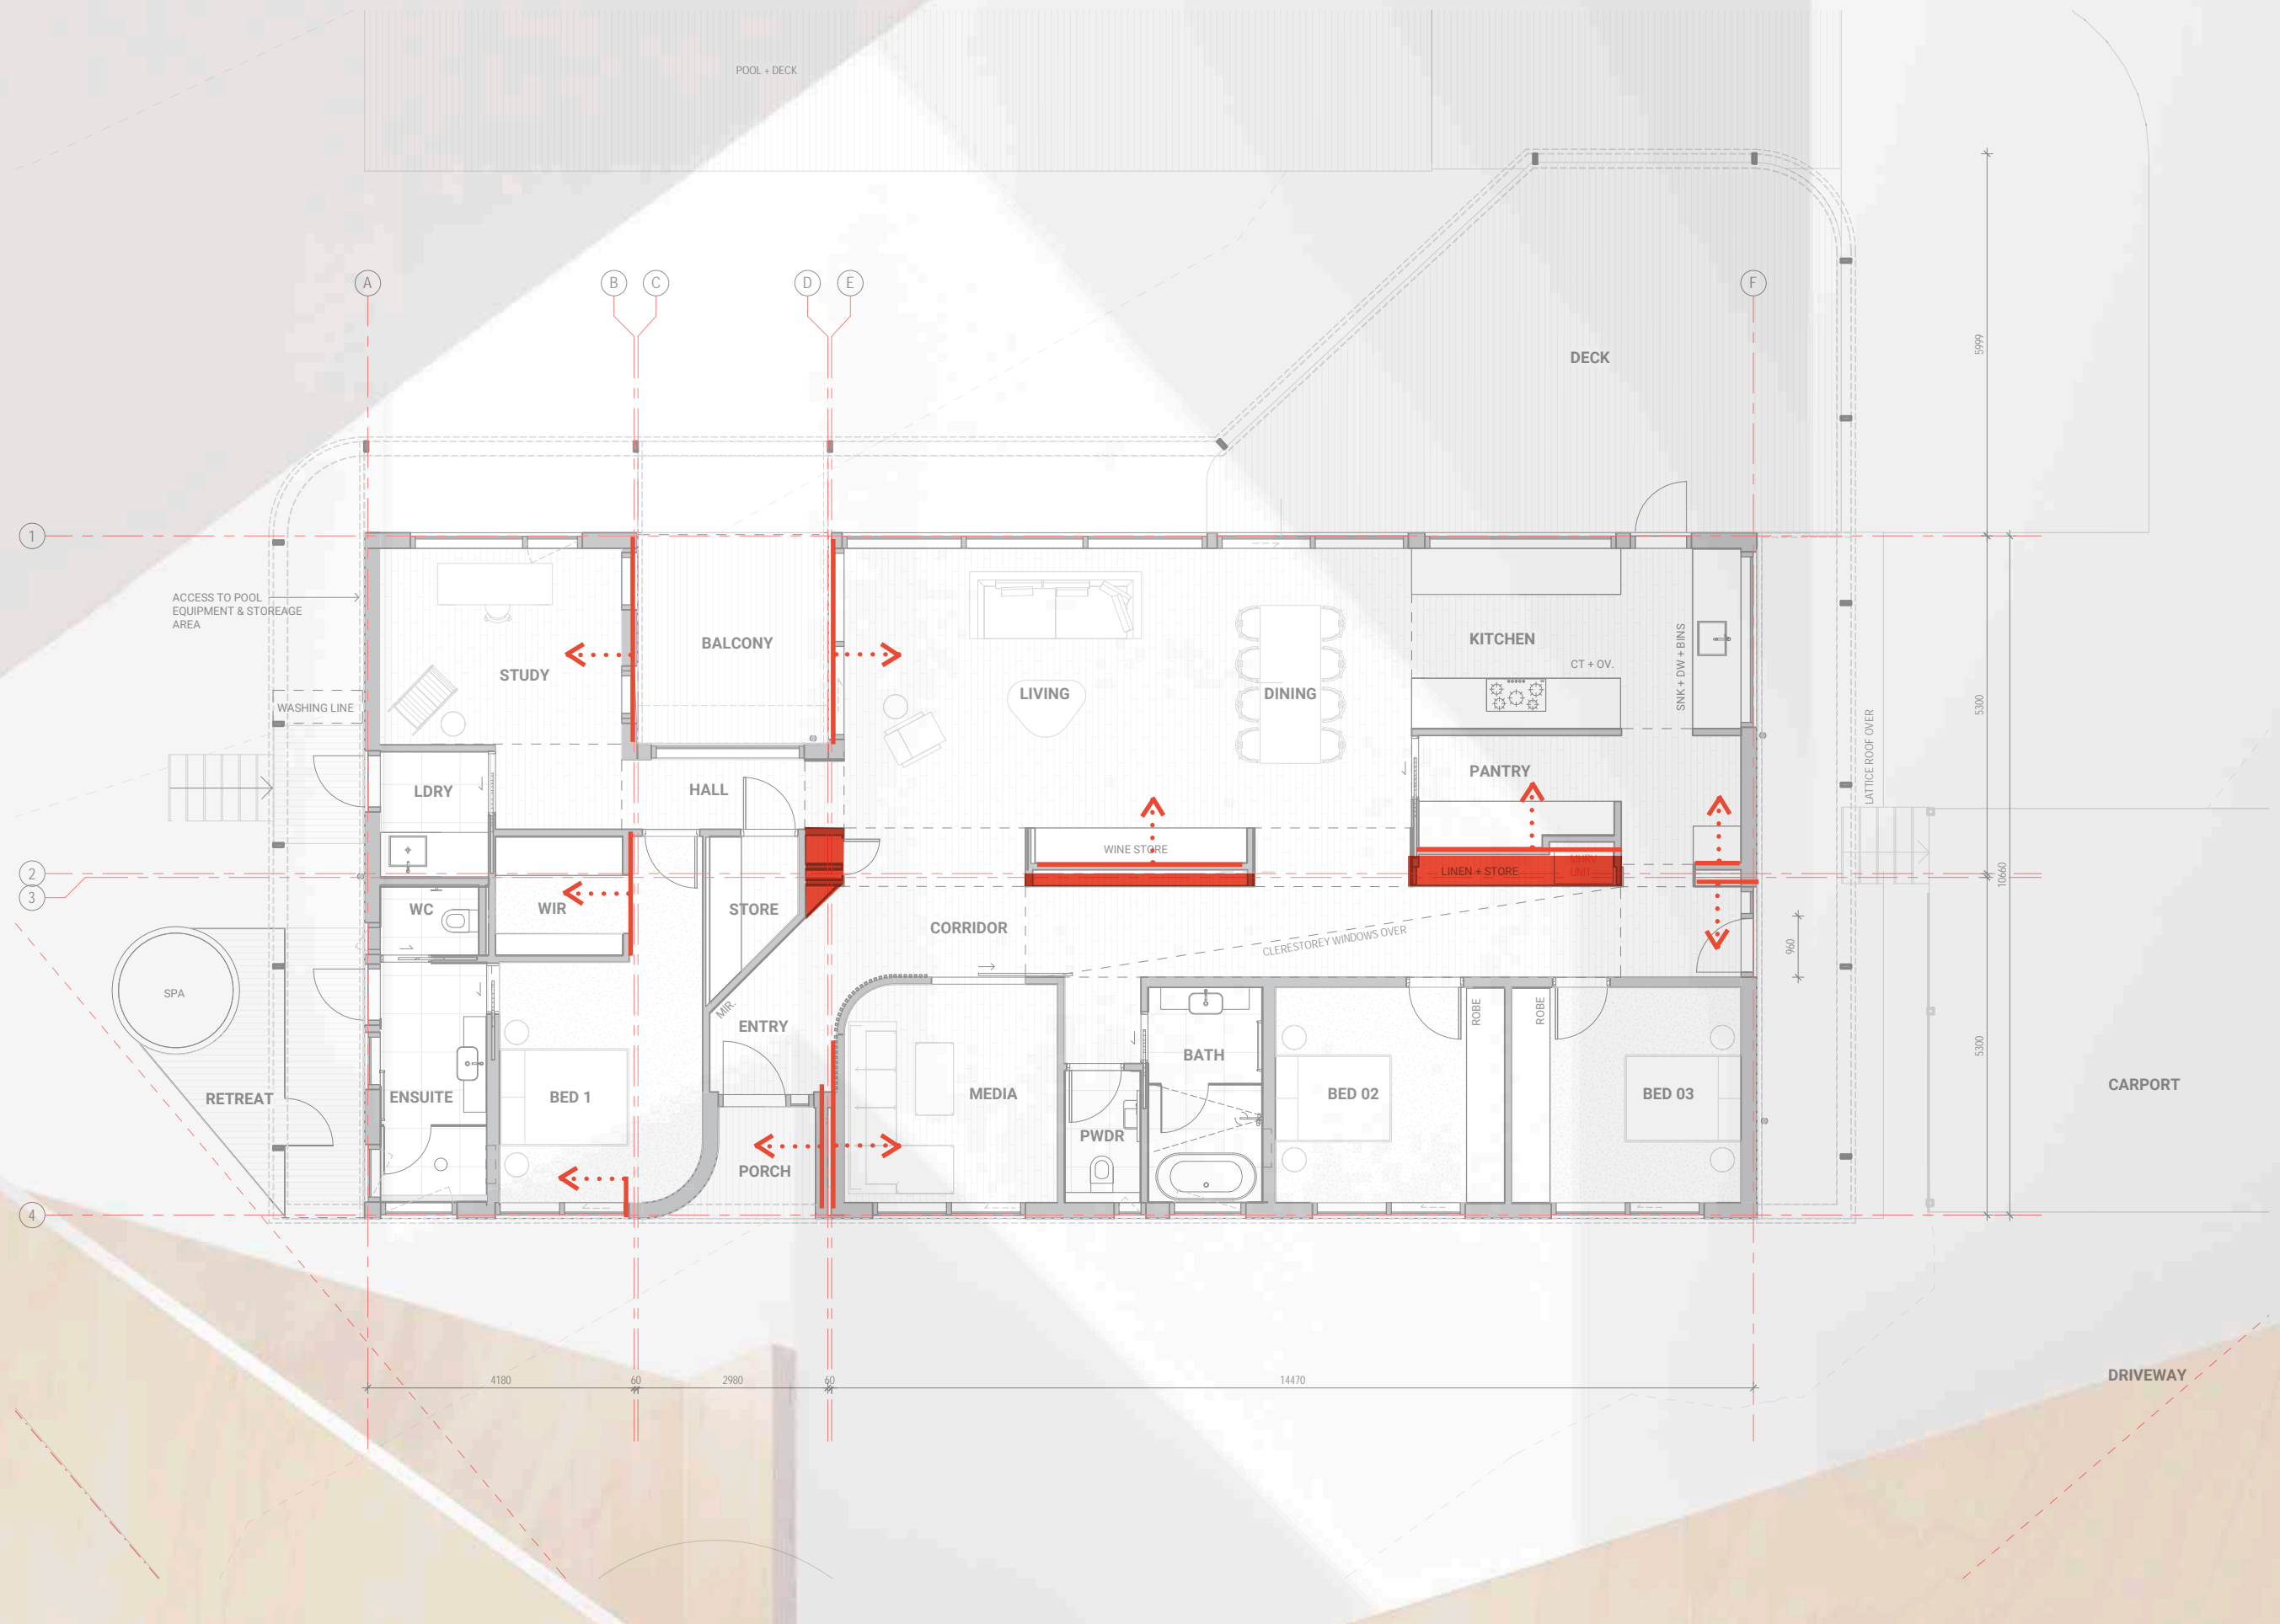 POOL + DECK
A
B
C
D
E
F
DECK
5999
1
ACCESS TO POOL
EQUIPMENT & STOREAGE
AREA
BALCONY
KITCHEN
SNK + DW + BINS
CT + OV.
STUDY
LIVING
DINING
5300
WASHING LINE
LATTICE ROOF OVER
PANTRY
LDRY
HALL
WINE STORE
MHRV
UNIT
LINEN + STORE
2
3
10660
WC
WIR
STORE
CORRIDOR
CLERESTOREY WINDOWS OVER
960
SPA
MIR.
ENTRY
ROBE
ROBE
BATH
5300
RETREAT
ENSUITE
BED 1
MEDIA
BED 02
BED 03
CARPORT
PWDR
PORCH
4
DRIVEWAY
4180
60
2980
60
14470